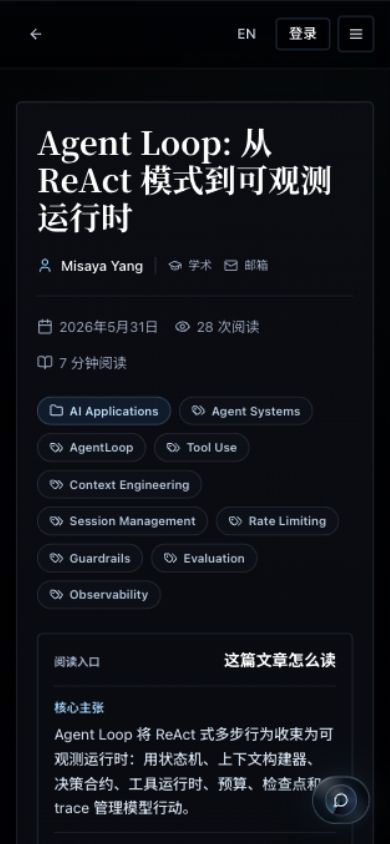 EN 登录
Agent Loop: 从
ReAct 模式到可观测
运行时
Misaya Yang 学术 邮箱
2026年5月31日 28 次阅读
7 分钟阅读
AI Applications Agent Systems
AgentLoop Tool Use
Context Engineering
Session Management Rate Limiting
Guardrails Evaluation
Observability
阅读入口 这篇文章怎么读
核心主张
Agent Loop 将 ReAct 式多步行为收束为可
观测运行时：用状态机、上下文构建器、
决策合约、工具运行时、预算、检查点和
trace 管理模型行动。